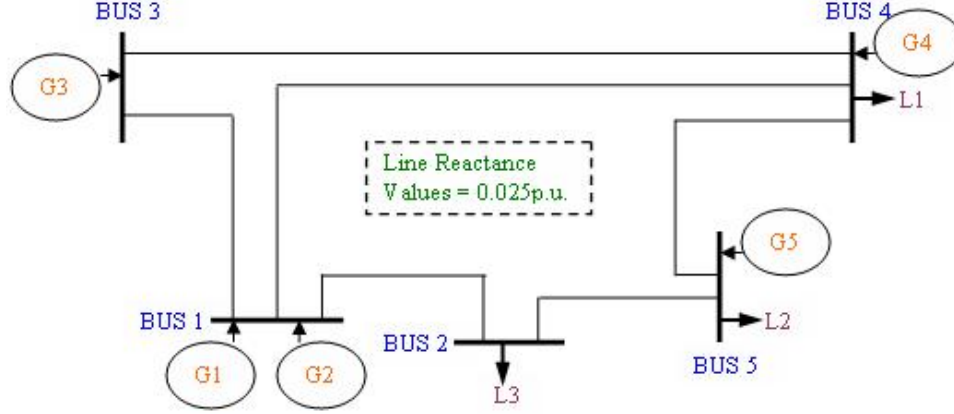 BUS 3
BUS 4
G4
G3
L1
Line Reactance
Values = 0.025p.u.
G5
BUS 1
L2
BUS 2
BUS 5
G1
G2
L3